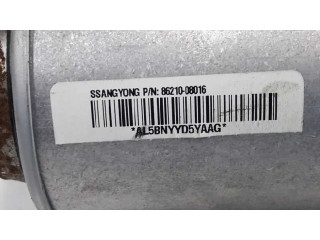 SSANGYONG P/N: 86210-08016
*AL5BNYYD5YAAG*